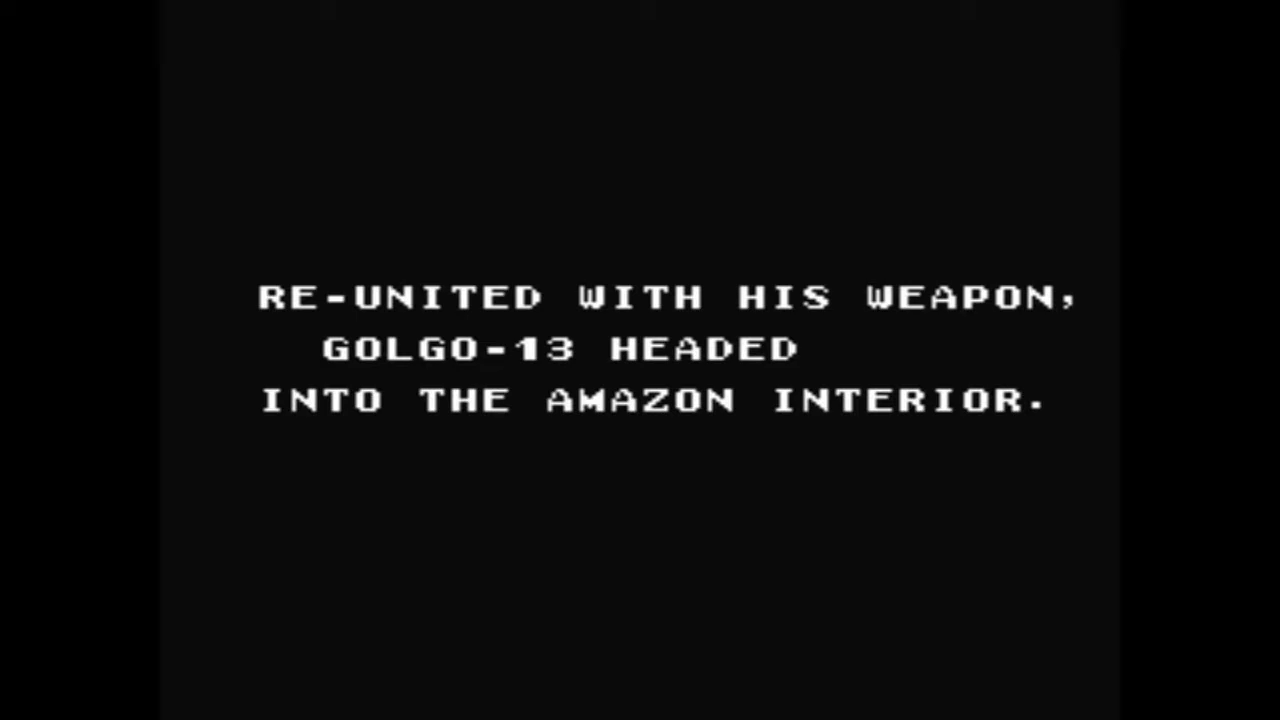 RE-UNITED WITH HIS WEAPON,
GOLGO-13 HEADED
INTO THE AMAZON INTERIOR.